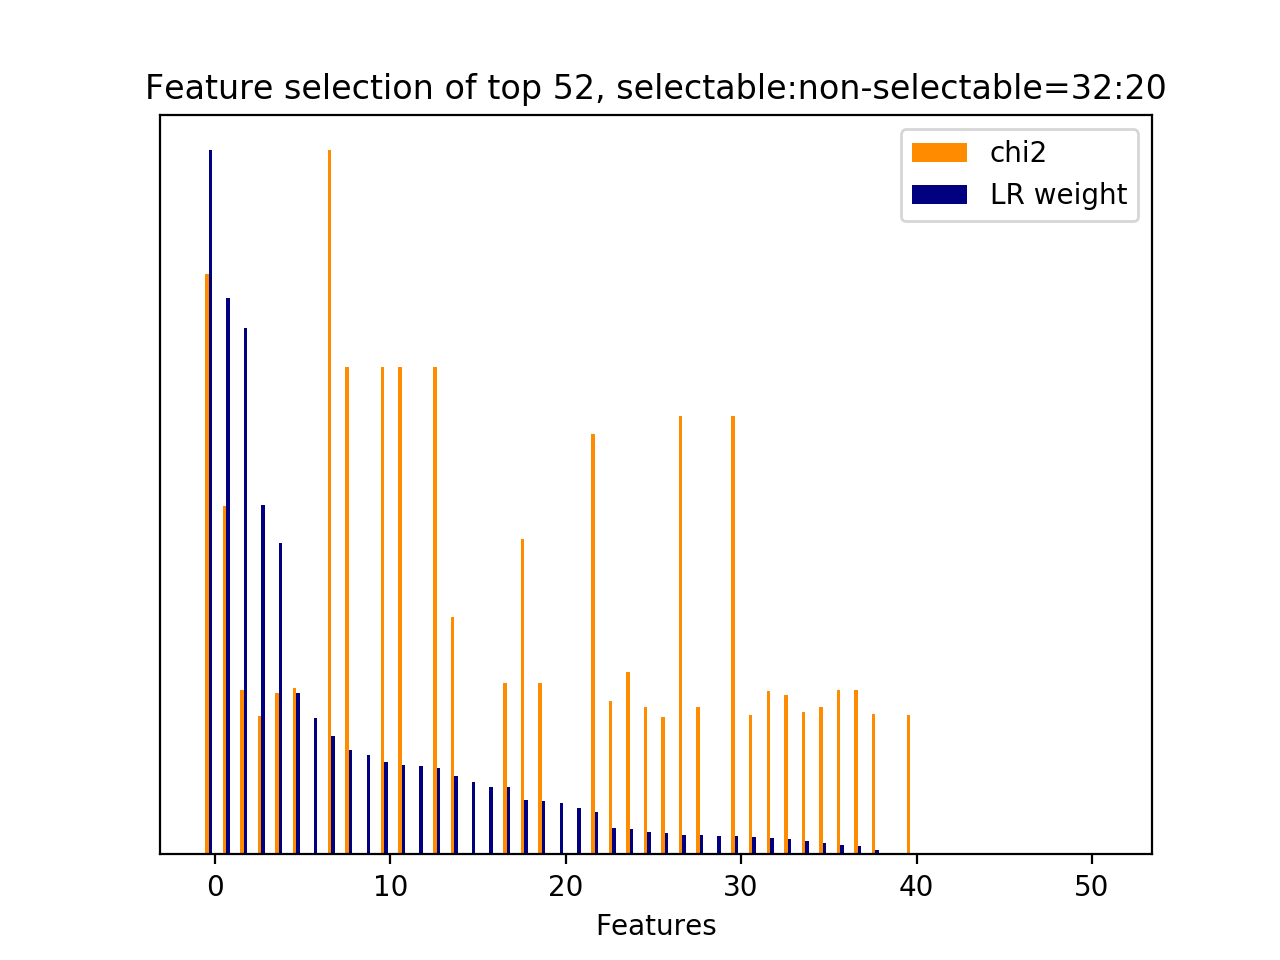 Feature selection of top 52, selectable:non-selectable=32:20
chi2
LR weight
0 10 20 30 40 50
Features